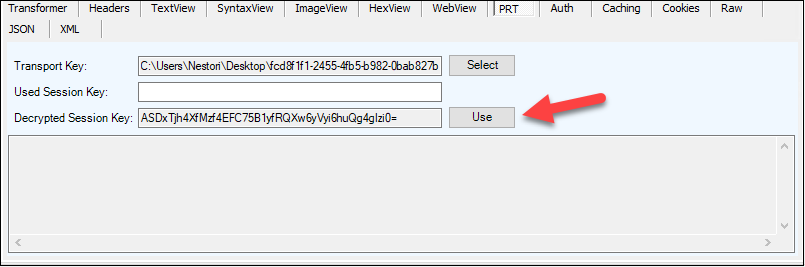 Transformer Headers TextView SyntaxView ImageView HexView WebView PRT Auth Caching Cookies Raw
JSON XML
Transport Key: C:\Users\Nestori\Desktop\fcd8f1f1-2455-4fb5-b982-0bab827b Select
Used Session Key:
Decrypted Session Key: ASDxTjh4XfMzf4EFC75B1yfRQXw6yVyi6huQg4gIzi0= Use